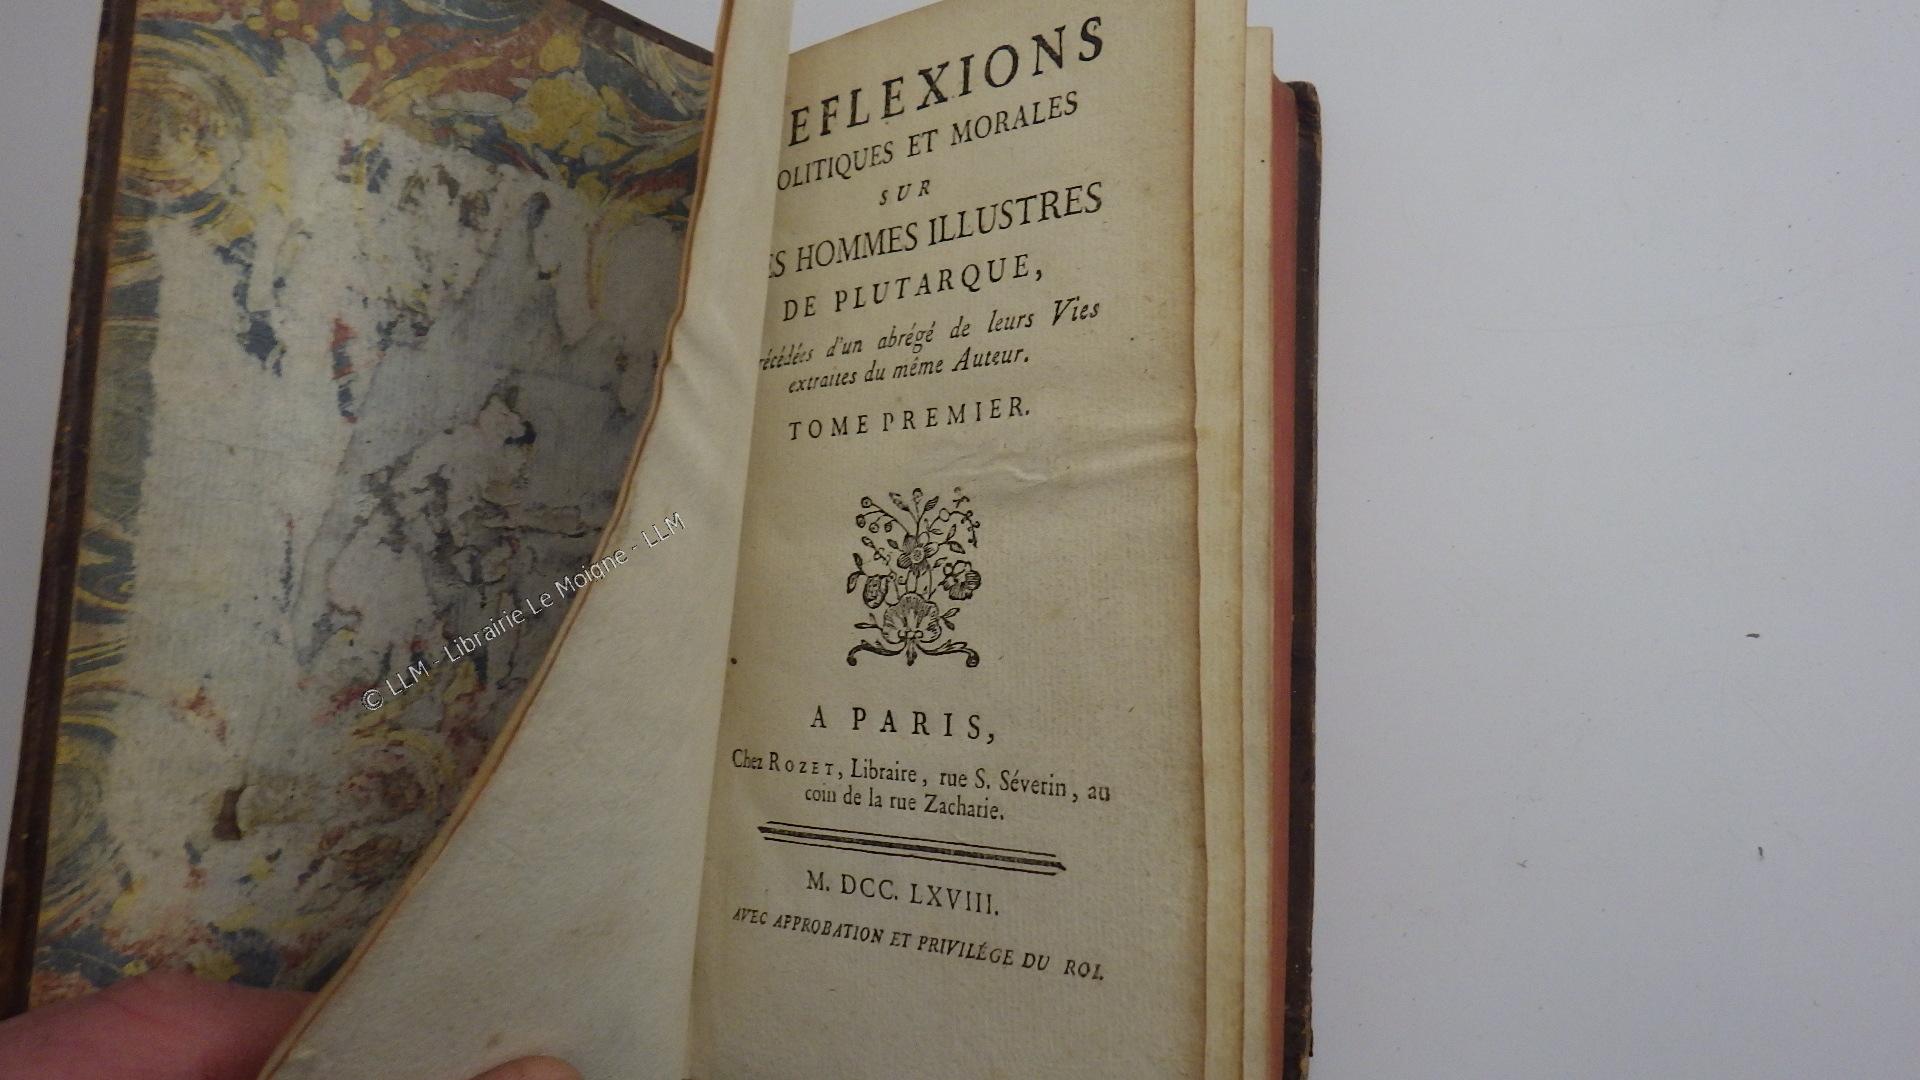 EFLEXIONS
OLITIQUES ET MORALES
SUR
ES HOMMES ILLUSTRES
DE PLUTARQUE,
récédées d'un abrégé de leurs Vies
extraites du même Auteur.
TOME PREMIER.
A PARIS,
Chez ROZET, Libraire, rue S. Séverin, au
coin de la rue Zacharie.
M. DCC. LXVIII.
AVEC APPROBATION ET PRIVILÉGE DU ROI.
© LLM - Librairie Le Moigne - LLM